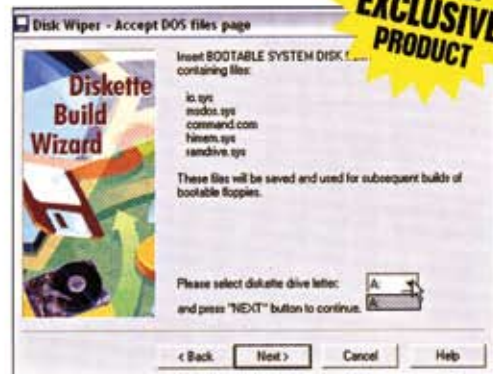 Disk Wiper - Accept DOS files page
EXCLUSIVE
PRODUCT
Diskette
Build
Wizard
Insert BOOTABLE SYSTEM DISK
containing files:
io.sys
msdos.sys
command.com
himem.sys
ramdrive.sys
These files will be saved and used for subsequent builds of
bootable floppies.
Please select diskette drive letter:
A:
A:
and press "NEXT" button to continue.
< Back
Next >
Cancel
Help